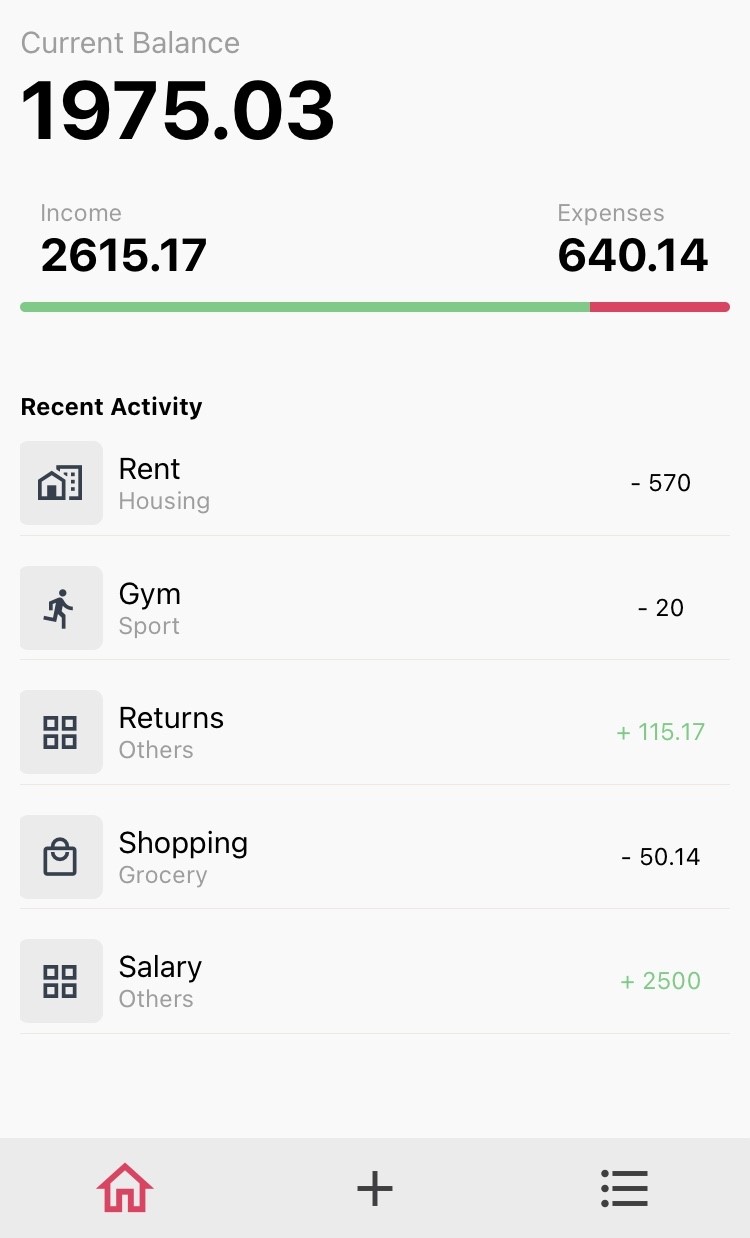 Current Balance
1975.03
Income Expenses
2615.17 640.14
Recent Activity
Rent
Housing
- 570
Gym
Sport
- 20
Returns
Others
+ 115.17
Shopping
Grocery
- 50.14
Salary
Others
+ 2500